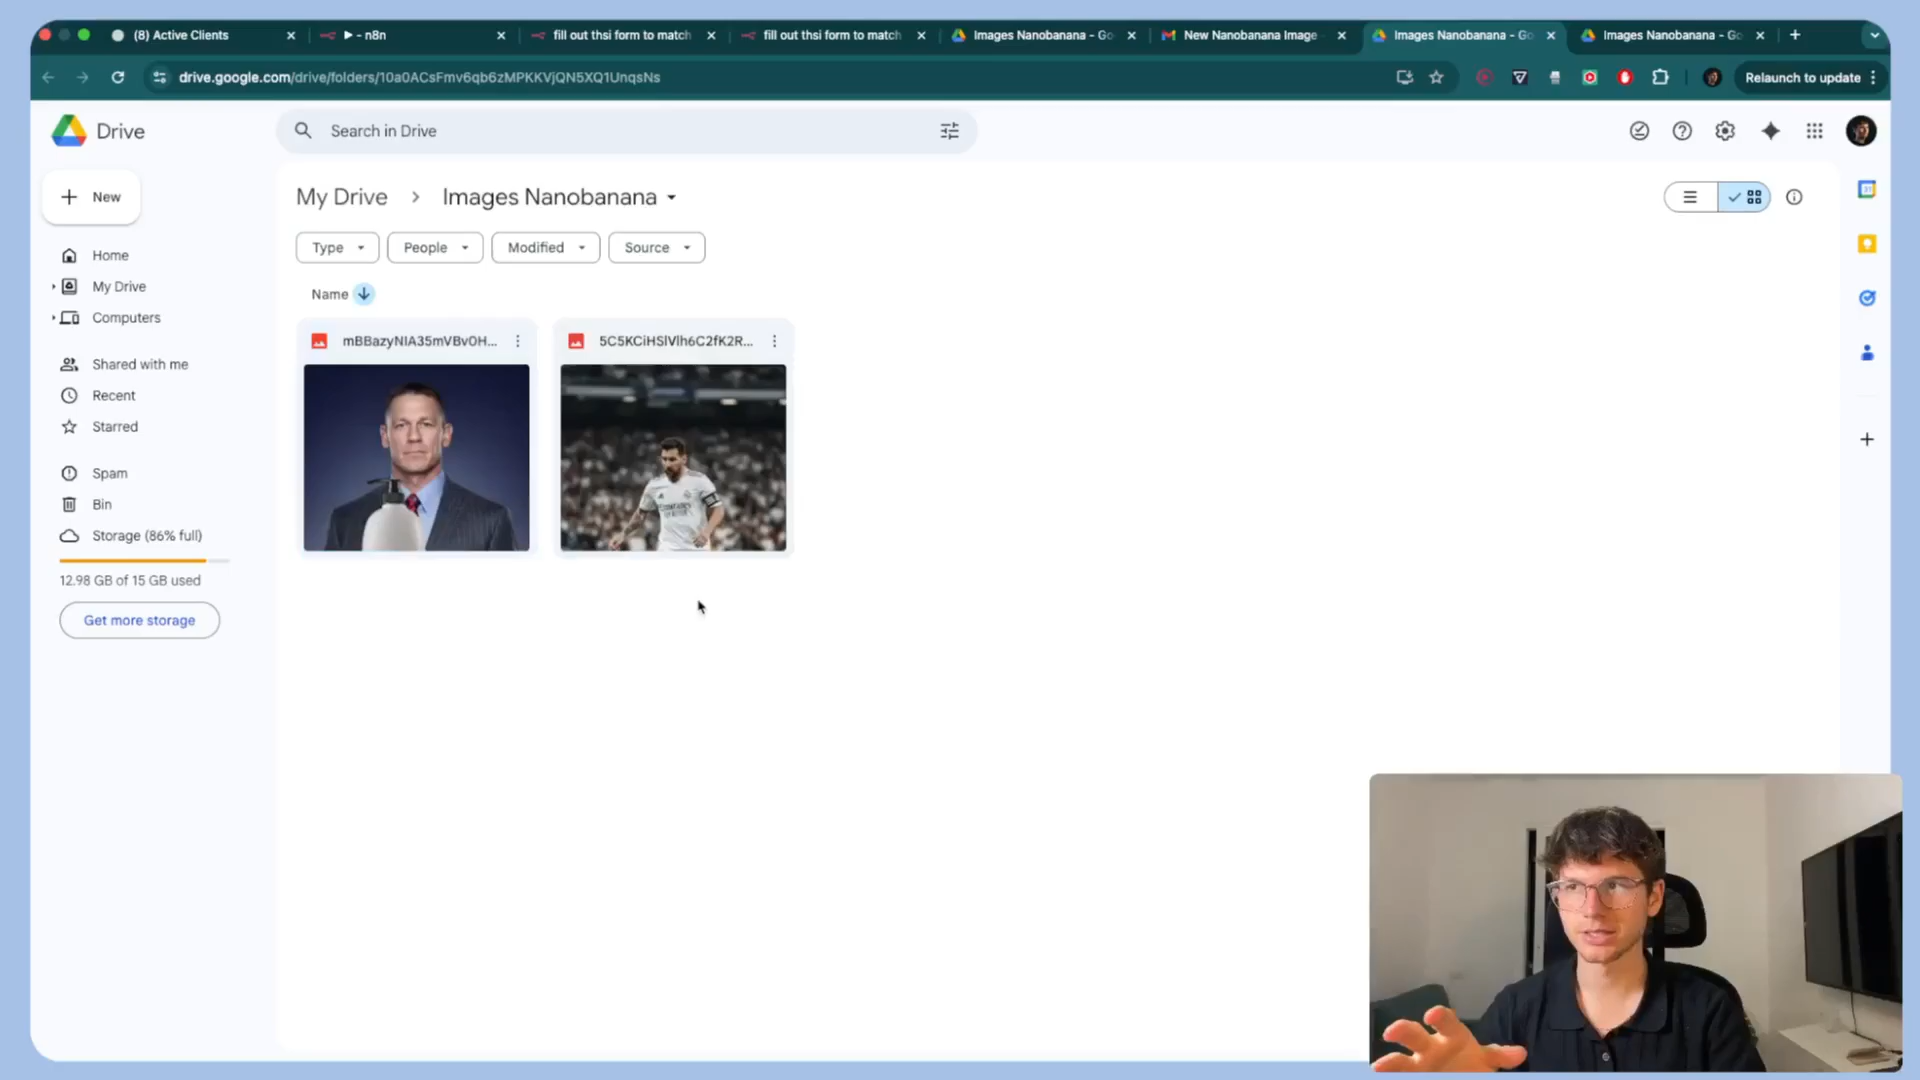 (8) Active Clients
▶ - n8n
fill out thsi form to match
fill out thsi form to match
Images Nanobanana - Go
New Nanobanana Image
Images Nanobanana - Go
Images Nanobanana - Go
drive.google.com/drive/folders/10a0ACsFmv6qb6zMPKKVjQN5XQ1UnqsNs
Relaunch to update
Drive
Search in Drive
New
My Drive > Images Nanobanana
Type
People
Modified
Source
Home
My Drive
Computers
Shared with me
Recent
Starred
Spam
Bin
Storage (86% full)
12.98 GB of 15 GB used
Get more storage
Name
mBBazyNIA35mVBv0H...
5C5KCiHSlVlh6C2fK2R...